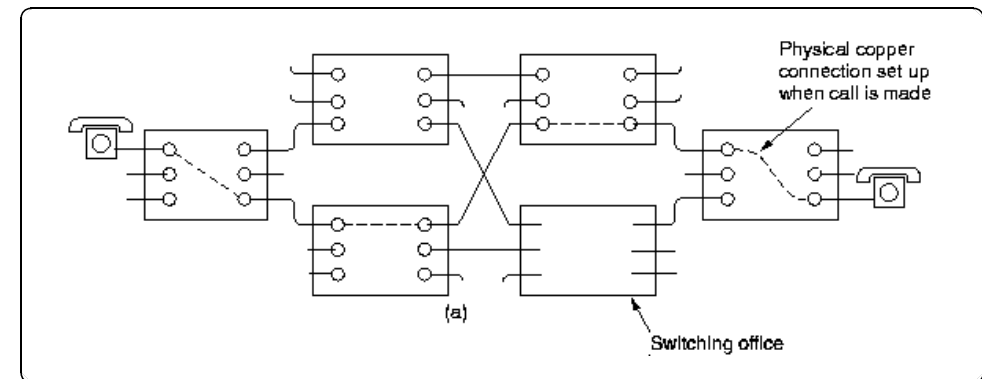 Physical copper
connection set up
when call is made
(a)
Switching office